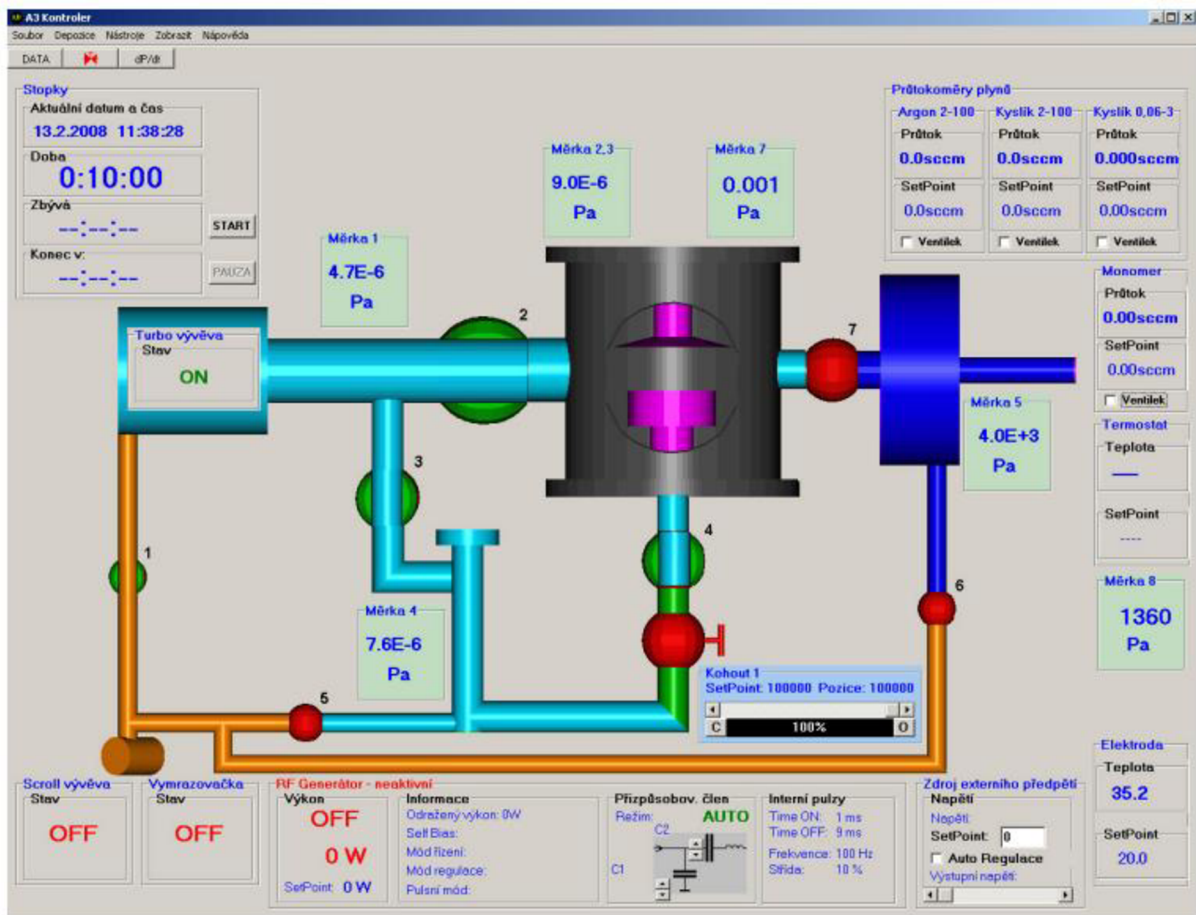 A3 Kontroler
Soubor Depozice Nástroje Zobrazit Nápověda
DATA dP/dt
Stopky
Aktuální datum a čas
13.2.2008 11:38:28
Doba
0:10:00
Zbývá
--:--:--
START
Konec v:
--:--:--
PAUZA
Měrka 1
4.7E-6
Pa
Měrka 2,3
9.0E-6
Pa
Měrka 7
0.001
Pa
Průtokoměry plynů
Argon 2-100 Kyslík 2-100 Kyslík 0,06-3
Průtok Průtok Průtok
0.0sccm 0.0sccm 0.000sccm
SetPoint SetPoint SetPoint
0.0sccm 0.0sccm 0.00sccm
Ventilek Ventilek Ventilek
Monomer
Průtok
0.00sccm
SetPoint
0.00sccm
Ventilek
Turbo vývěva
Stav
ON
2
7
3
4
1
6
5
Měrka 5
4.0E+3
Pa
Termostat
Teplota
---
SetPoint
----
Měrka 8
1360
Pa
Měrka 4
7.6E-6
Pa
Kohout 1
SetPoint: 100000 Pozice: 100000
C 100% O
Scroll vývěva
Stav
OFF
Vymrazovačka
Stav
OFF
RF Generátor - neaktivní
Výkon
OFF
0 W
SetPoint: 0 W
Informace
Odražený výkon: 0W
Self Bias:
Mód řízení:
Mód regulace:
Pulsní mód:
Přizpůsobov. člen
Režim: AUTO
C2
C1
Interní pulzy
Time ON: 1 ms
Time OFF: 9 ms
Frekvence: 100 Hz
Střída: 10 %
Zdroj externího předpětí
Napětí
Napětí:
SetPoint: 0
Auto Regulace
Výstupní napětí:
Elektroda
Teplota
35.2
SetPoint
20.0